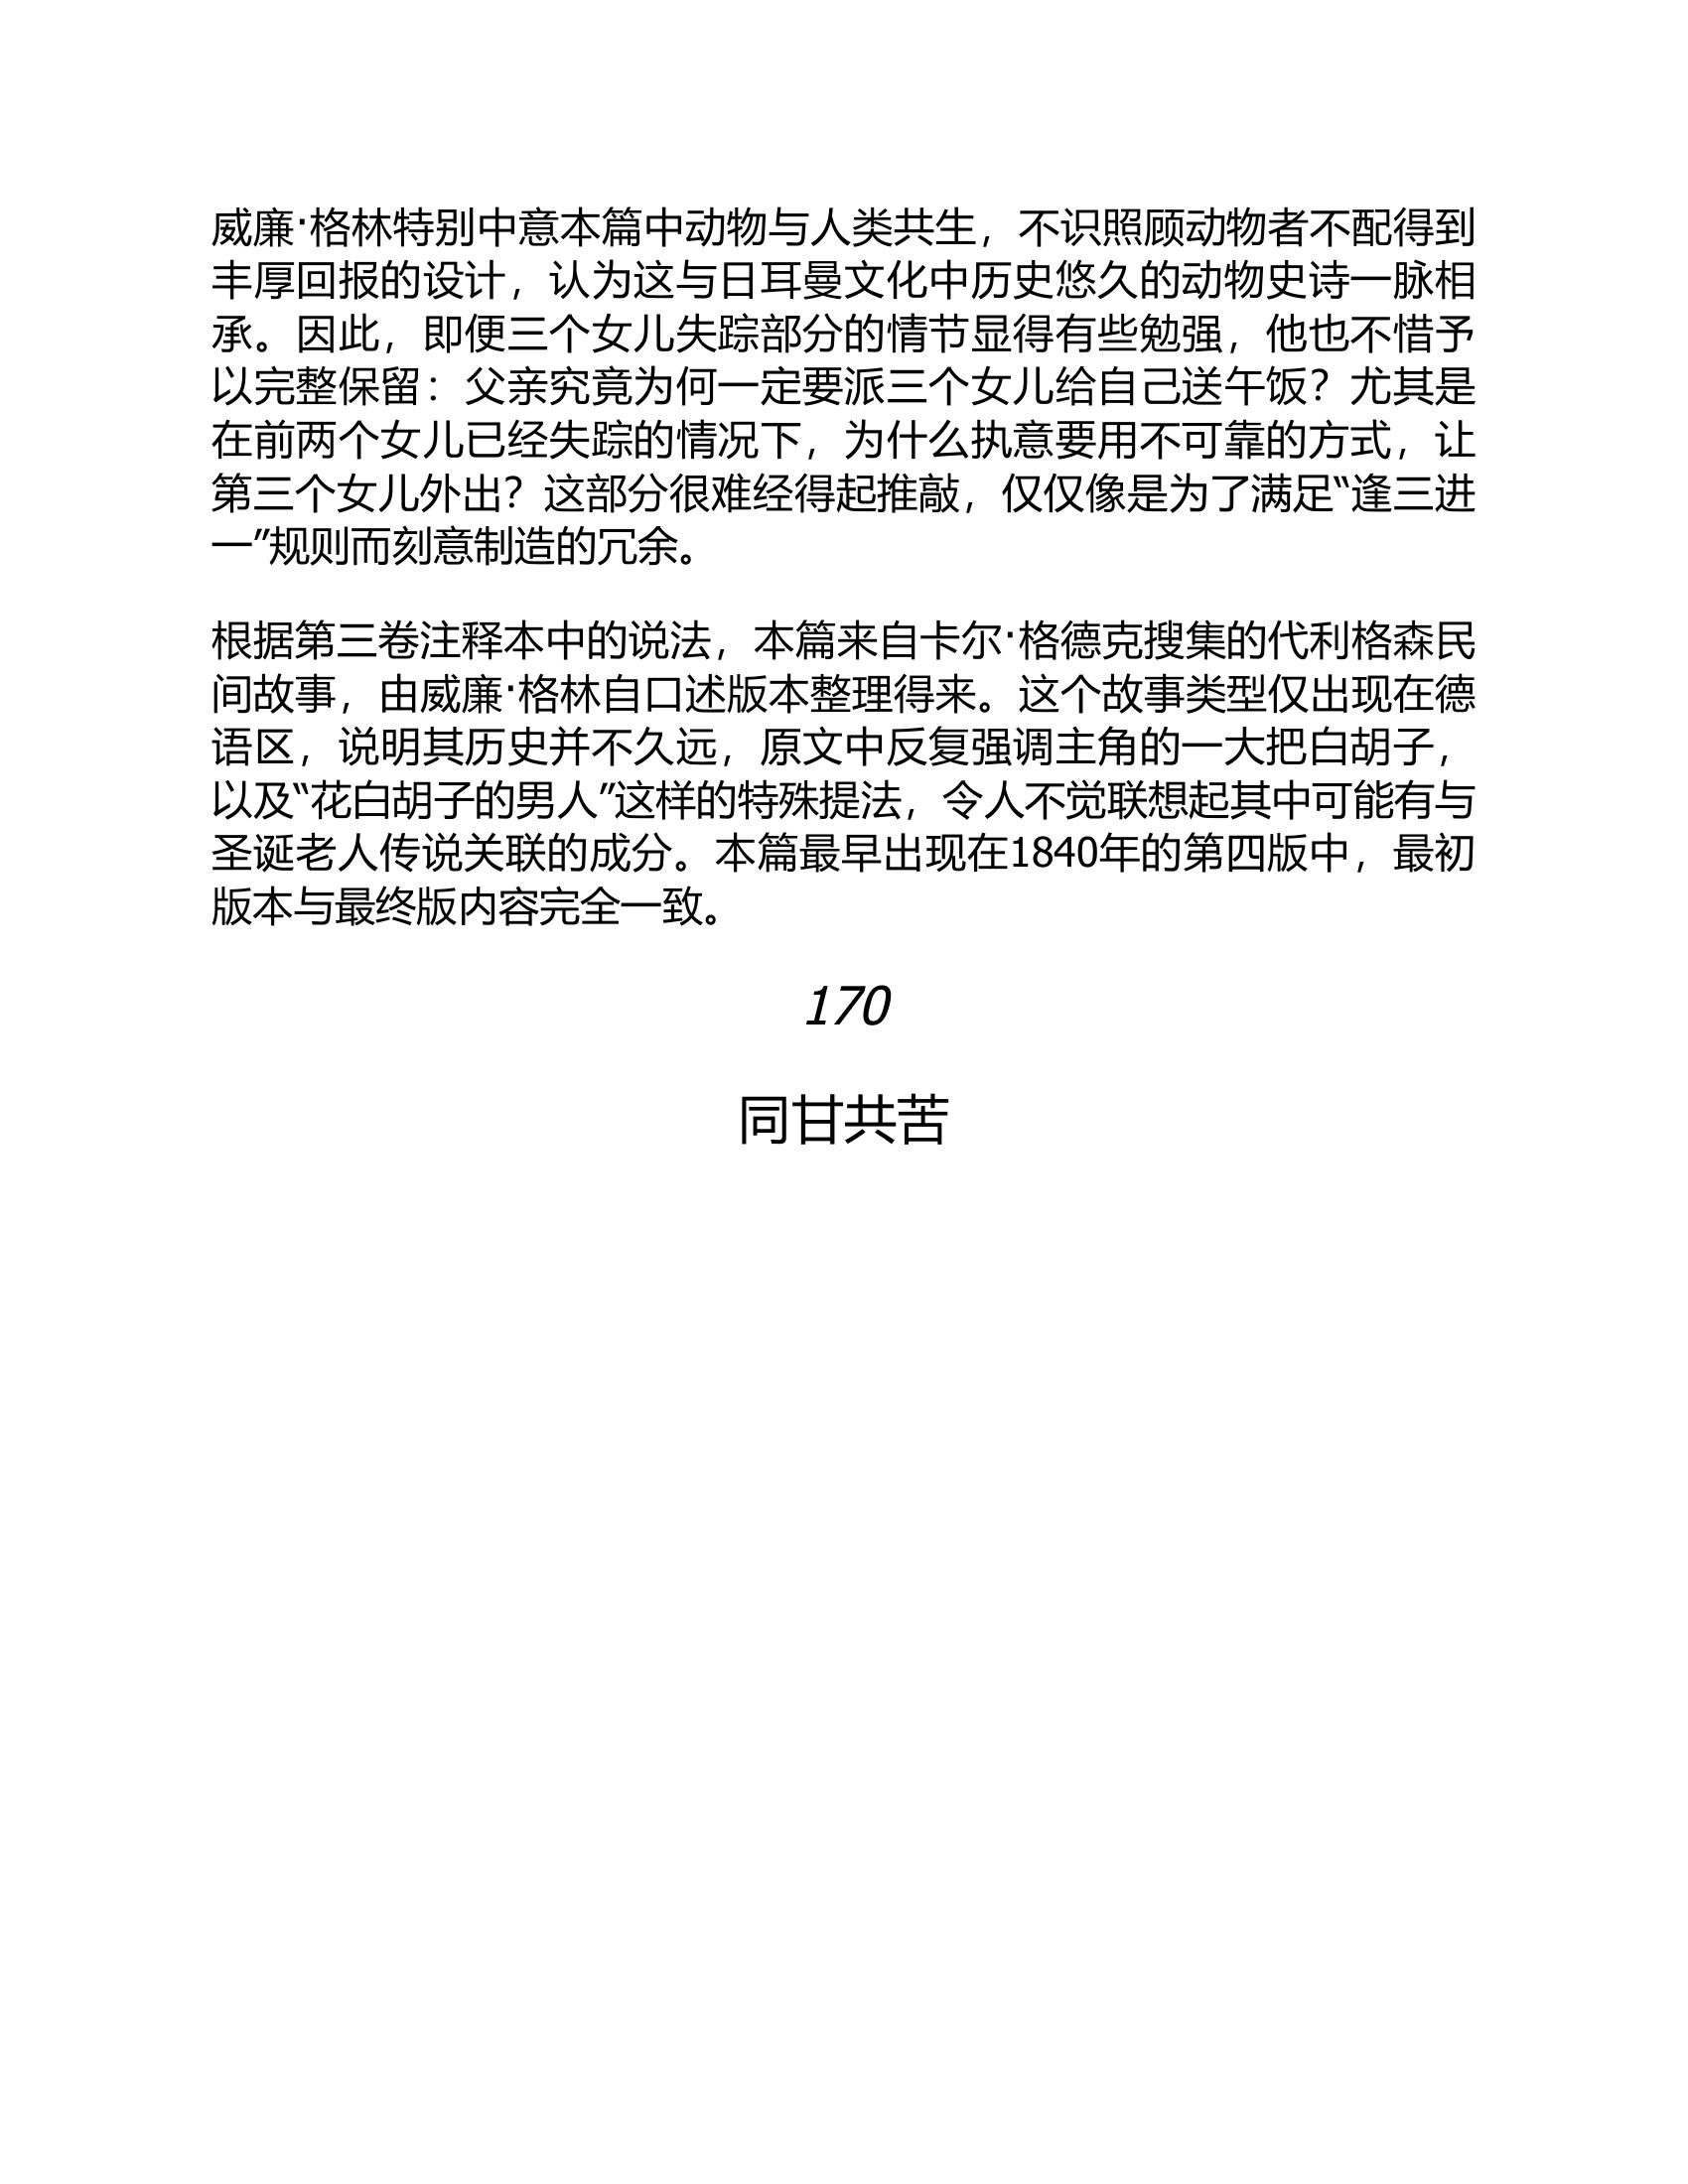 威廉·格林特别中意本篇中动物与人类共生，不识照顾动物者不配得到
丰厚回报的设计，认为这与日耳曼文化中历史悠久的动物史诗一脉相
承。因此，即便三个女儿失踪部分的情节显得有些勉强，他也不惜予
以完整保留：父亲究竟为何一定要派三个女儿给自己送午饭？尤其是
在前两个女儿已经失踪的情况下，为什么执意要用不可靠的方式，让
第三个女儿外出？这部分很难经得起推敲，仅仅像是为了满足“逢三进
一”规则而刻意制造的冗余。
根据第三卷注释本中的说法，本篇来自卡尔·格德克搜集的代利格森民
间故事，由威廉·格林自口述版本整理得来。这个故事类型仅出现在德
语区，说明其历史并不久远，原文中反复强调主角的一大把白胡子，
以及“花白胡子的男人”这样的特殊提法，令人不觉联想起其中可能有与
圣诞老人传说关联的成分。本篇最早出现在1840年的第四版中，最初
版本与最终版内容完全一致。
170
同甘共苦